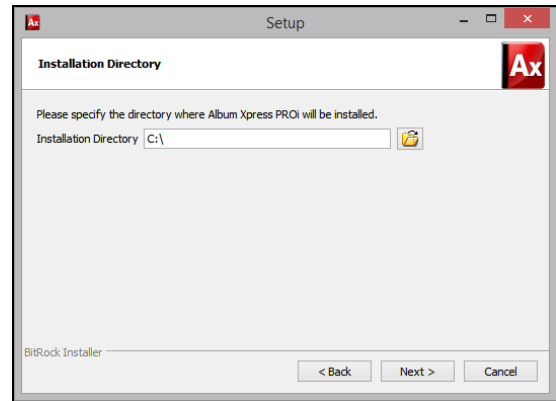 Ax
Setup
Installation Directory
Ax
Please specify the directory where Album Xpress PROi will be installed.
Installation Directory C:\
BitRock Installer
< Back Next > Cancel